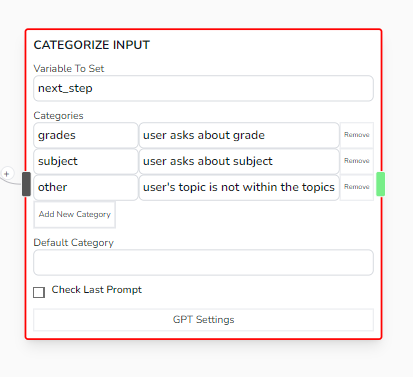 CATEGORIZE INPUT
Variable To Set
next_step
Categories
grades user asks about grade Remove
subject user asks about subject Remove
other user's topic is not within the topics Remove
+
Add New Category
Default Category
Check Last Prompt
GPT Settings